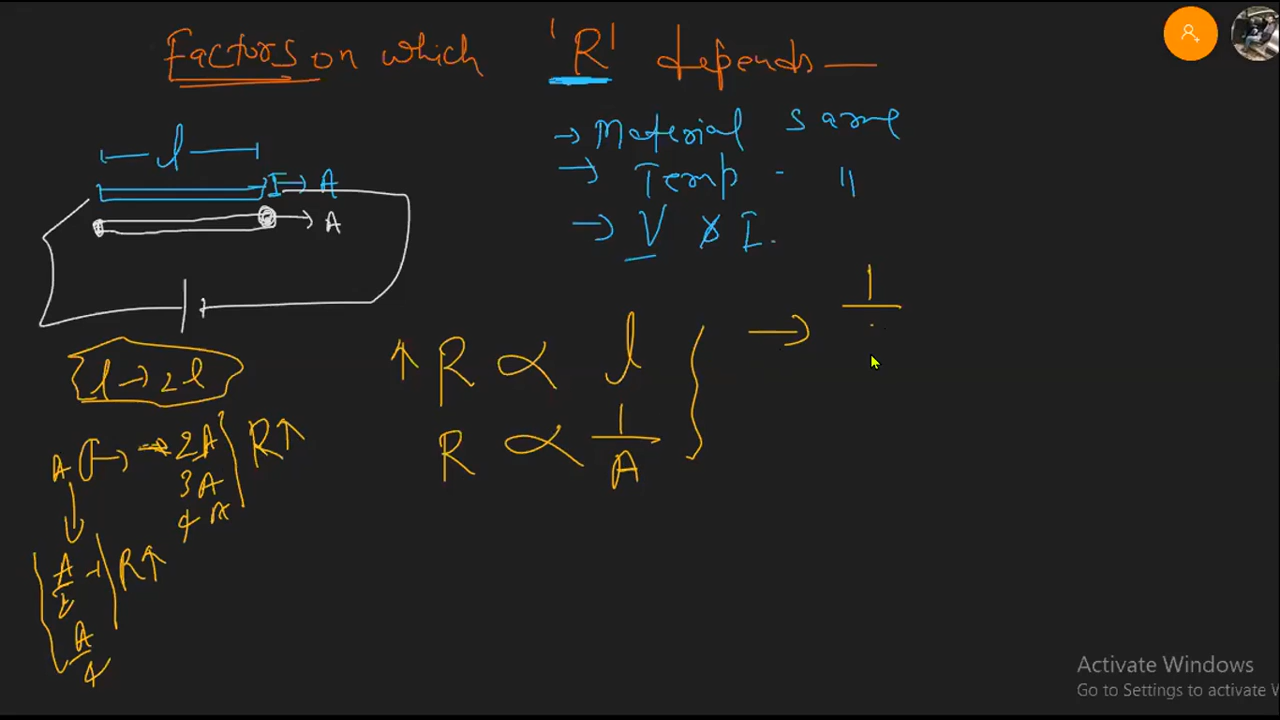 Factors on which 'R' depends —
l
I → A
→ A
→ Material same
→ Temp - "
→ V I.
l → 2l
↑ R ∝ l
R ∝ 1/A
→ 1
A → 2A R↑
3A
4A
A/2 → R↑
A/4
Activate Windows
Go to Settings to activate W